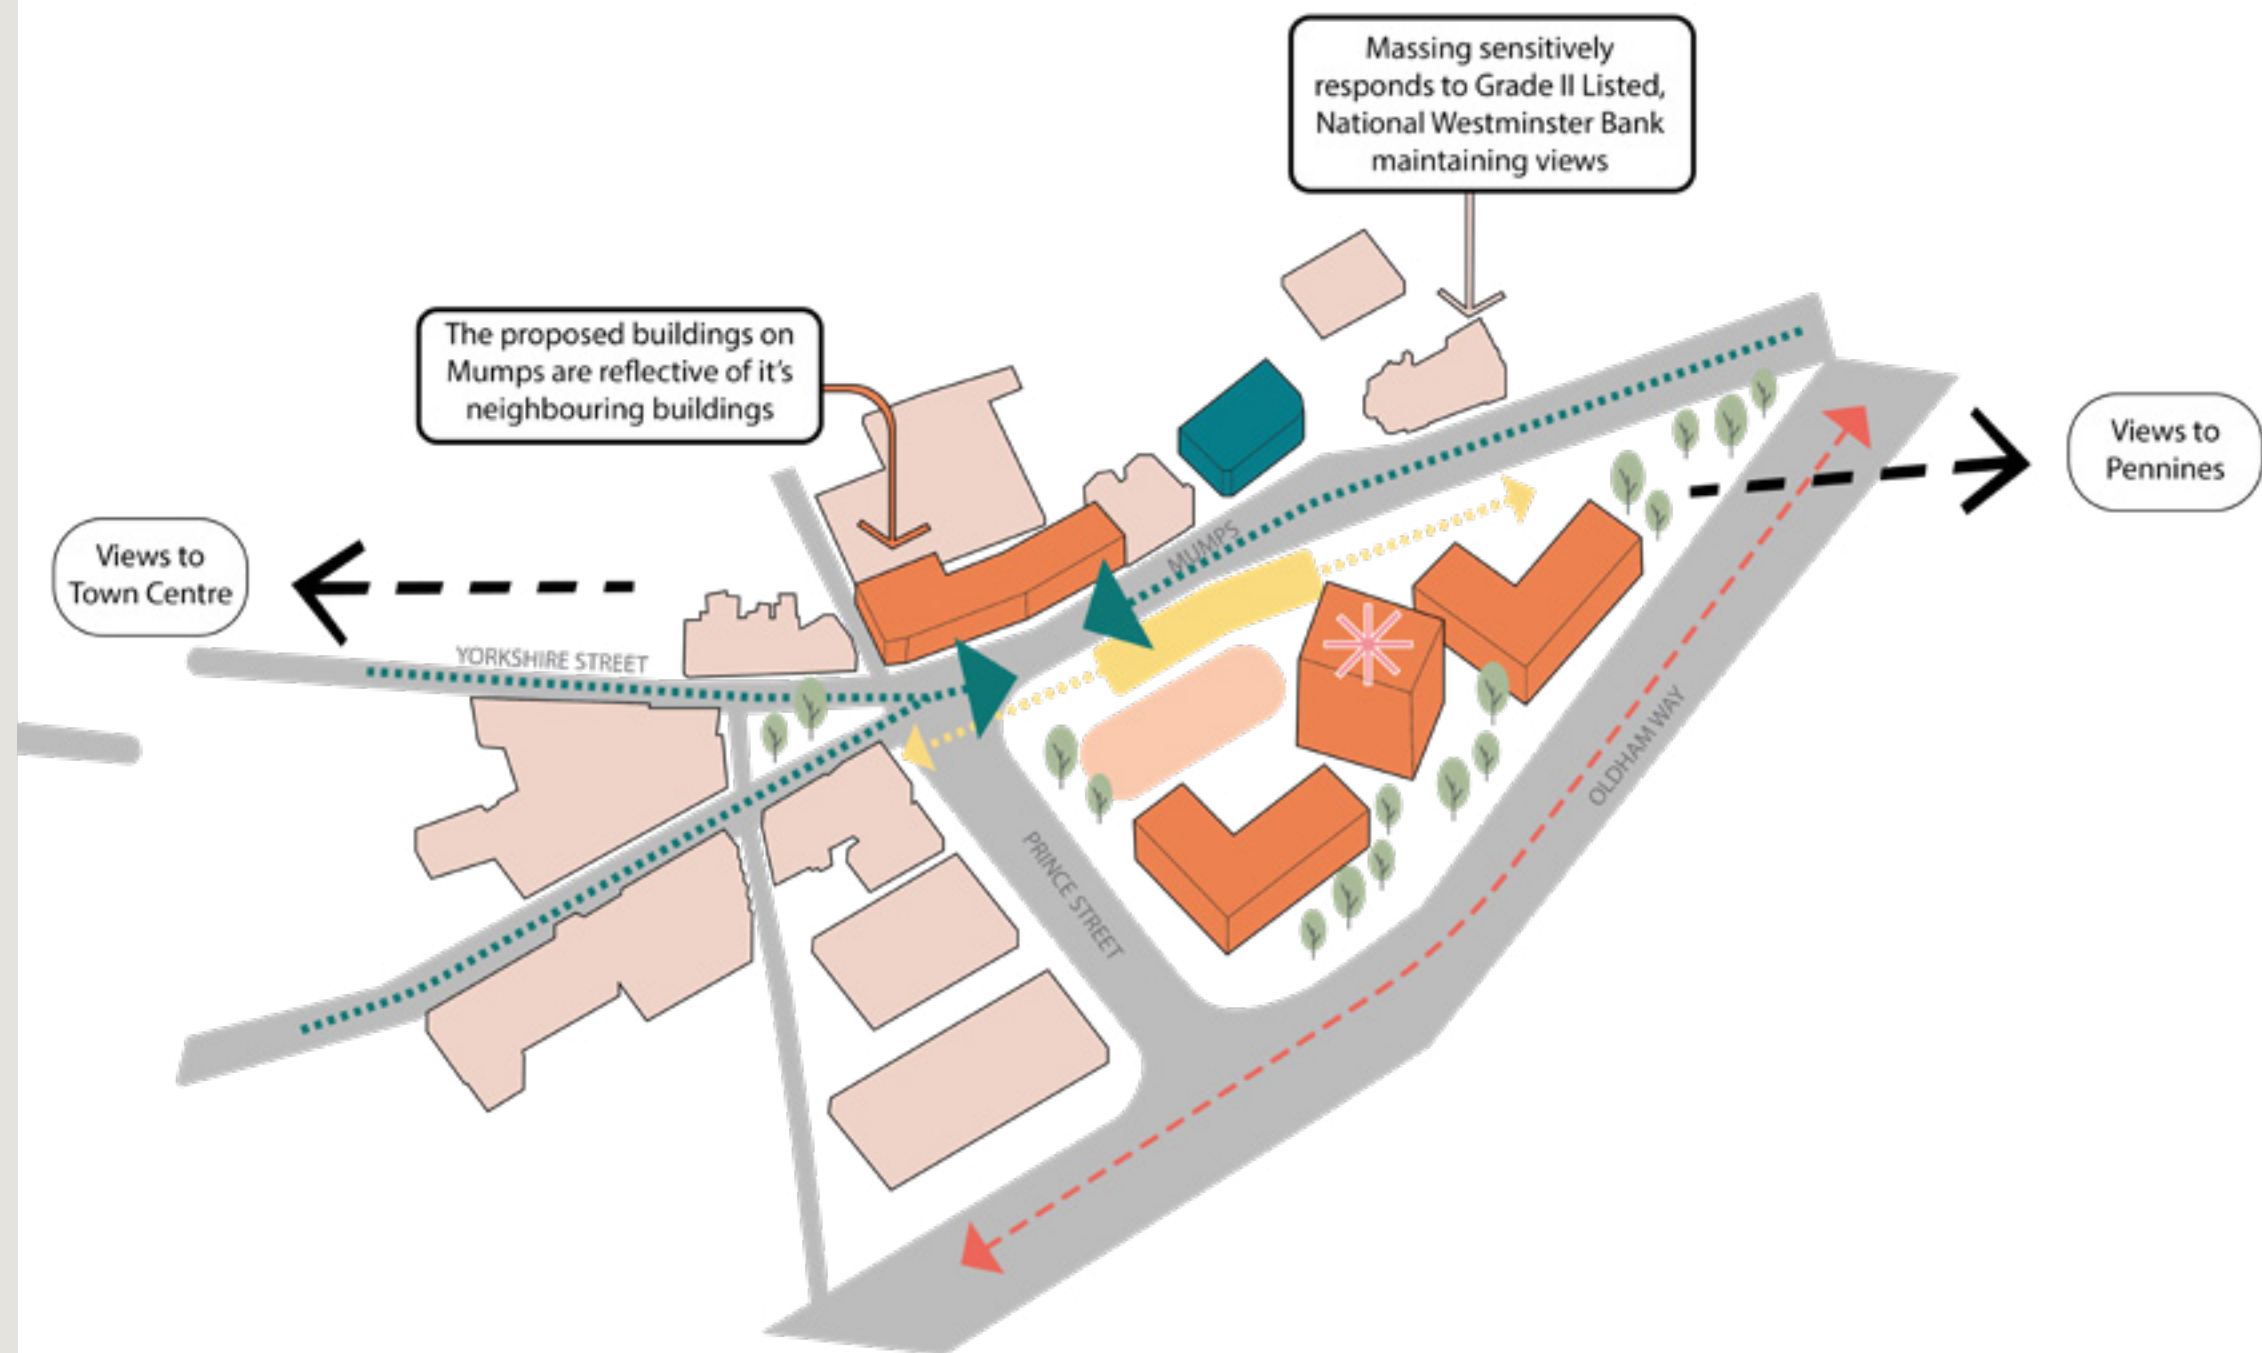 Massing sensitively
responds to Grade II Listed,
National Westminster Bank
maintaining views
The proposed buildings on
Mumps are reflective of it's
neighbouring buildings
Views to
Pennines
Views to
Town Centre
MUMPS
YORKSHIRE STREET
OLDHAM WAY
PRINCE STREET